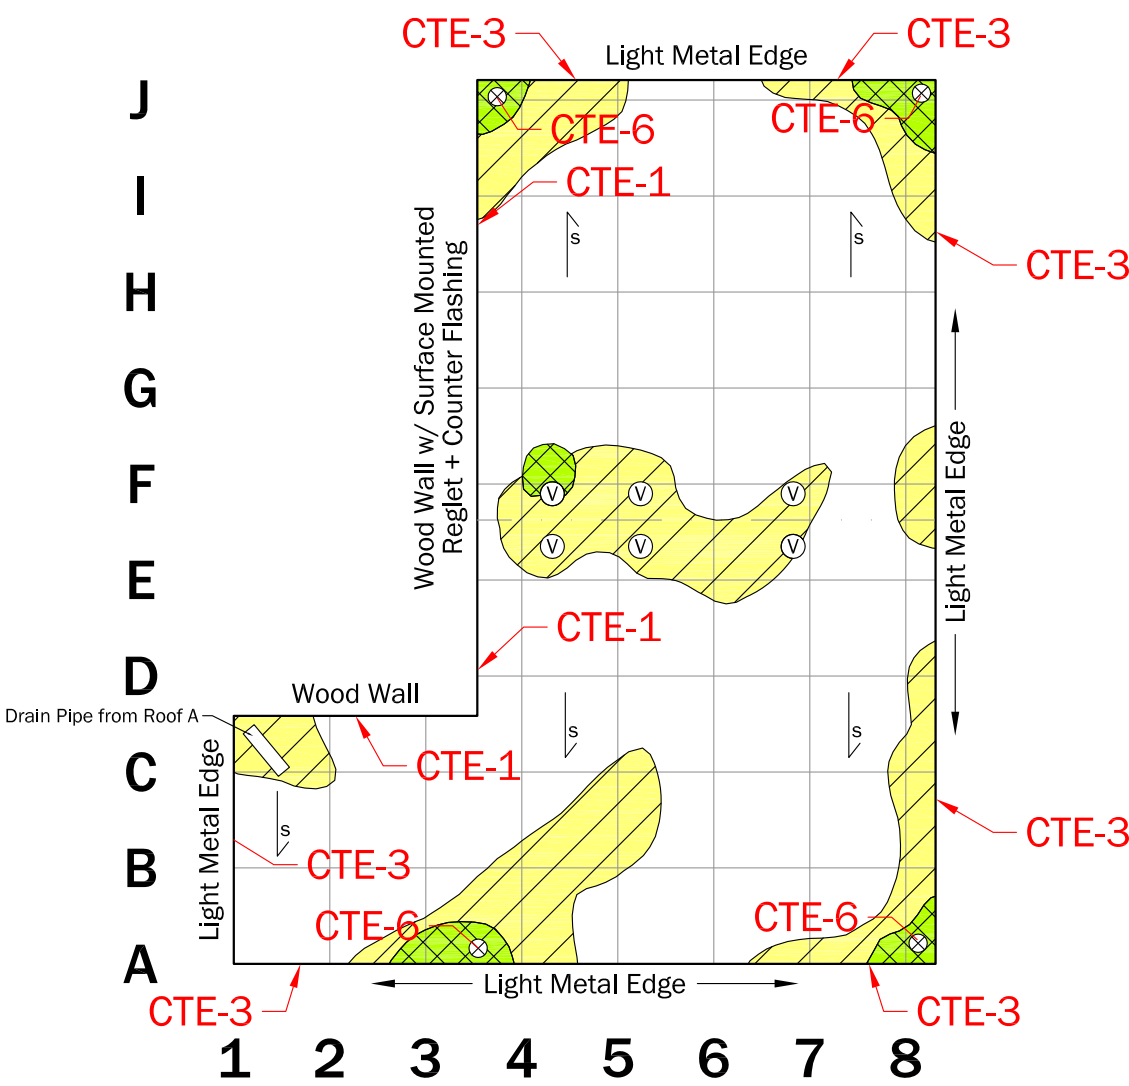 CTE-3
CTE-3
Light Metal Edge
J
CTE-6
CTE-6
CTE-1
I
s
s
CTE-3
H
Wood Wall w/ Surface Mounted
Reglet + Counter Flashing
G
F
V
V
V
Light Metal Edge
V
V
V
E
CTE-1
D
Wood Wall
Drain Pipe from Roof A
s
s
C
CTE-1
Light Metal Edge
s
CTE-3
B
CTE-3
CTE-6
CTE-6
A
Light Metal Edge
CTE-3
CTE-3
1 2 3 4 5 6 7 8